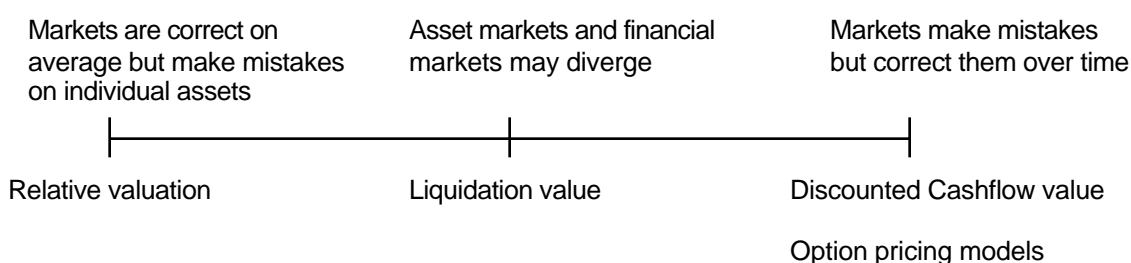 Markets are correct on
average but make mistakes
on individual assets
Asset markets and financial
markets may diverge
Markets make mistakes
but correct them over time
Relative valuation
Liquidation value
Discounted Cashflow value
Option pricing models